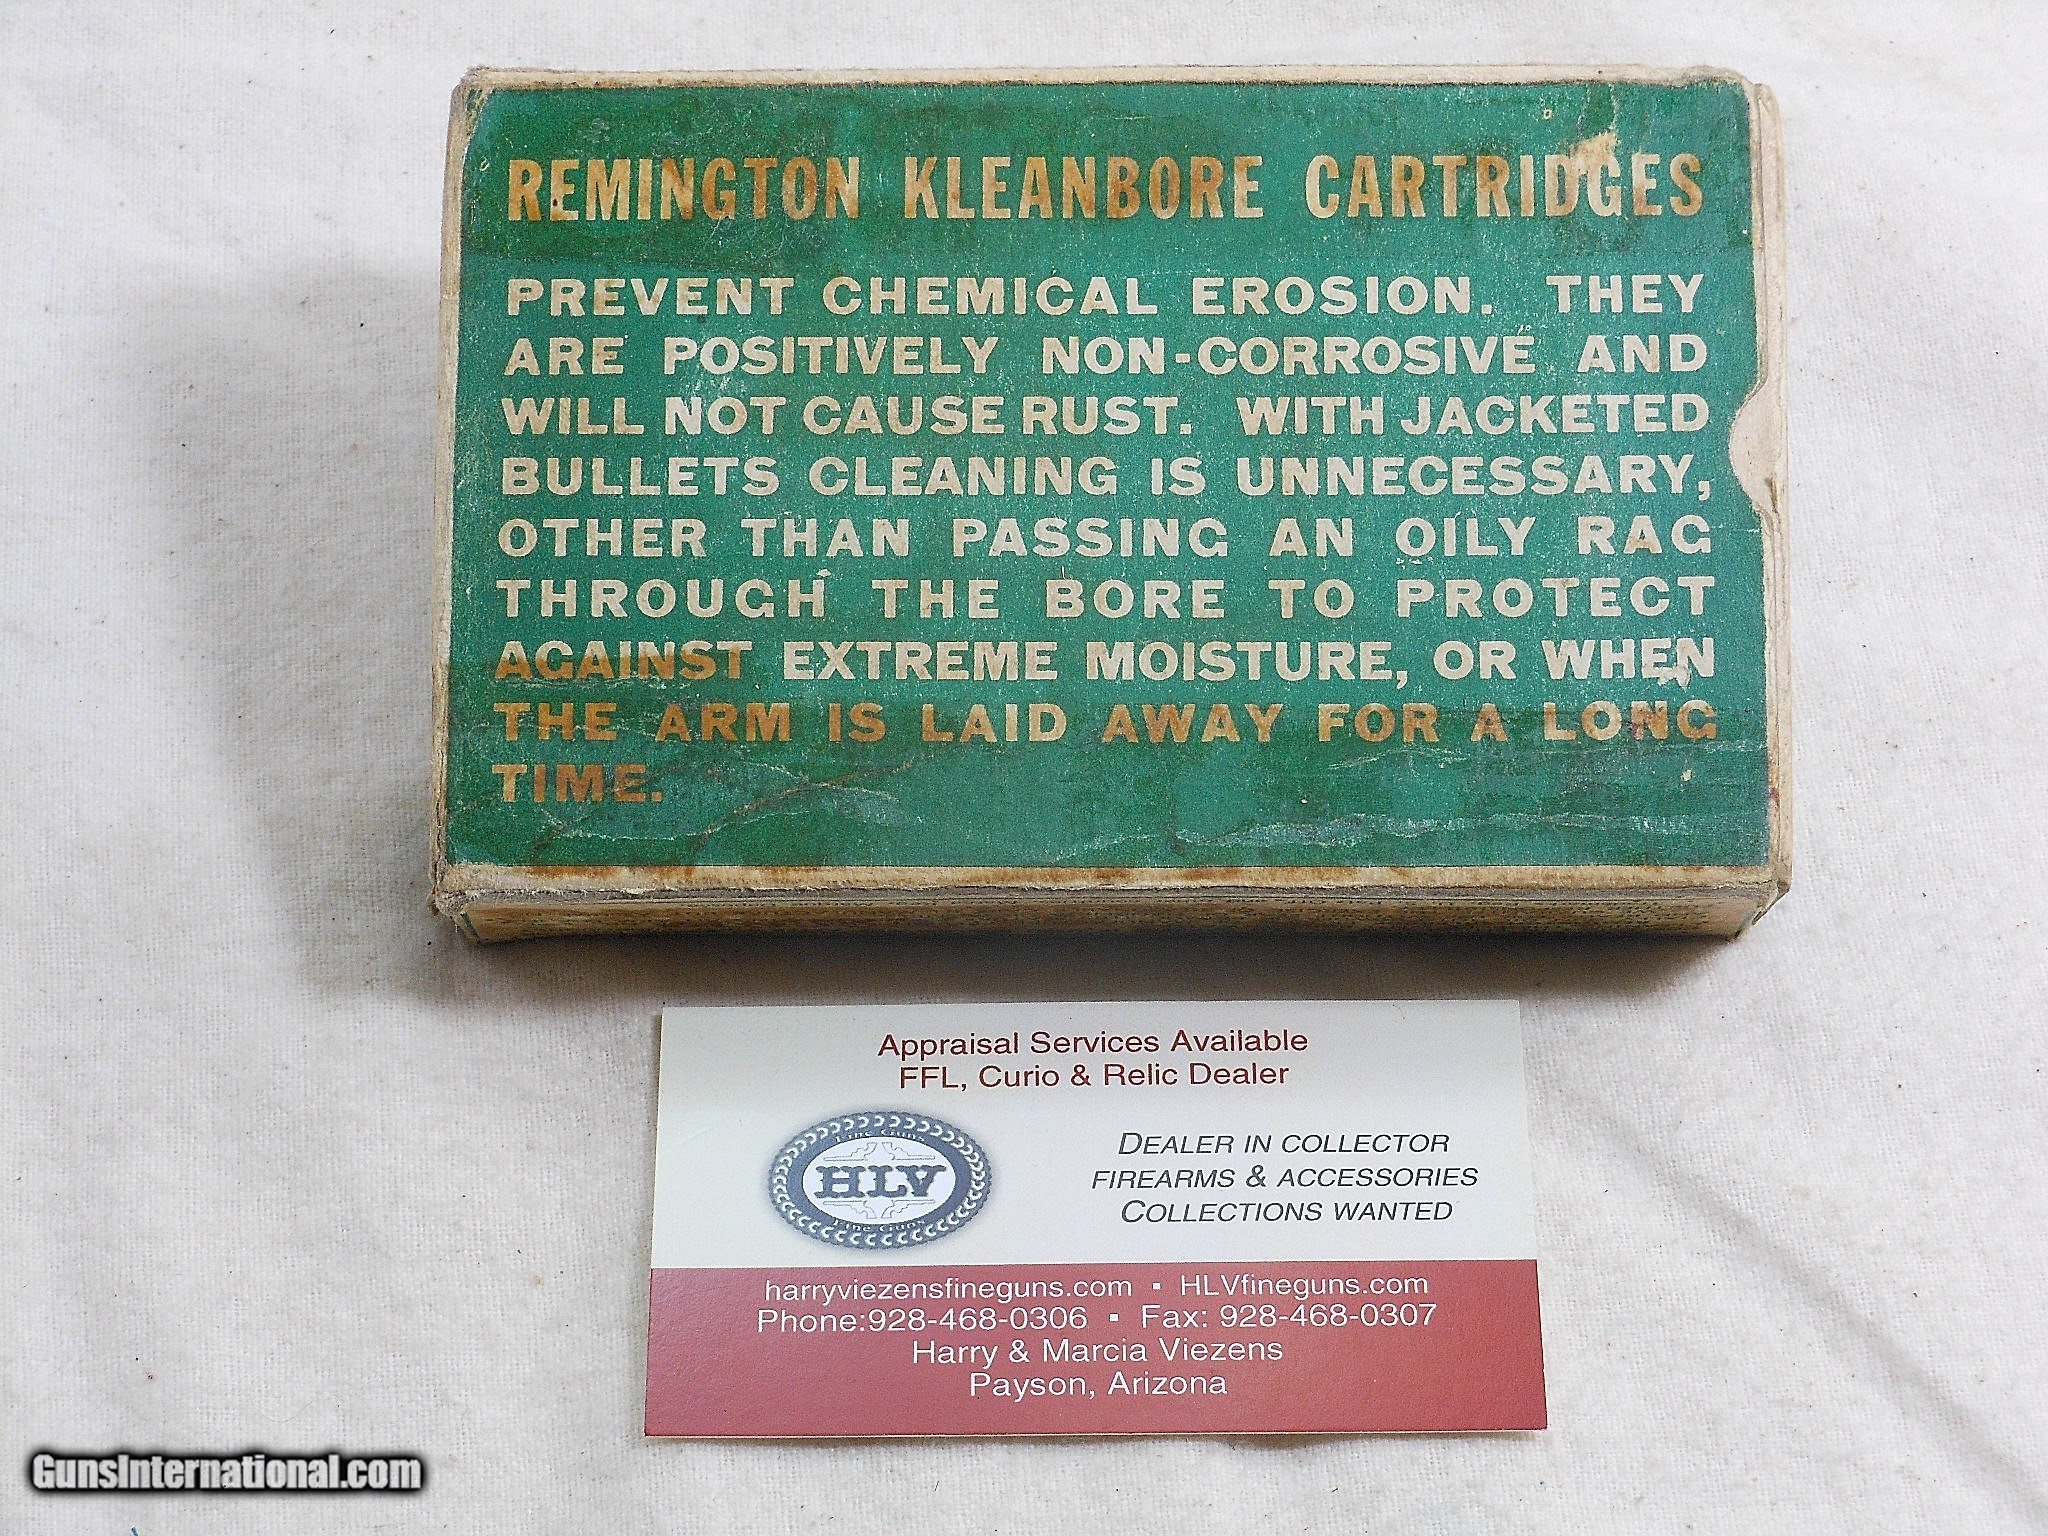 REMINGTON KLEANBORE CARTRIDGES
PREVENT CHEMICAL EROSION. THEY
ARE POSITIVELY NON-CORROSIVE AND
WILL NOT CAUSE RUST. WITH JACKETED
BULLETS CLEANING IS UNNECESSARY,
OTHER THAN PASSING AN OILY RAG
THROUGH THE BORE TO PROTECT
AGAINST EXTREME MOISTURE, OR WHEN
THE ARM IS LAID AWAY FOR A LONG
TIME.
Appraisal Services Available
FFL, Curio & Relic Dealer
Fine Guns
HLV
Fine Guns
DEALER IN COLLECTOR
FIREARMS & ACCESSORIES
COLLECTIONS WANTED
harryviezensfineguns.com ▪ HLVfineguns.com
Phone:928-468-0306 ▪ Fax: 928-468-0307
Harry & Marcia Viezens
Payson, Arizona
GunsInternational.com